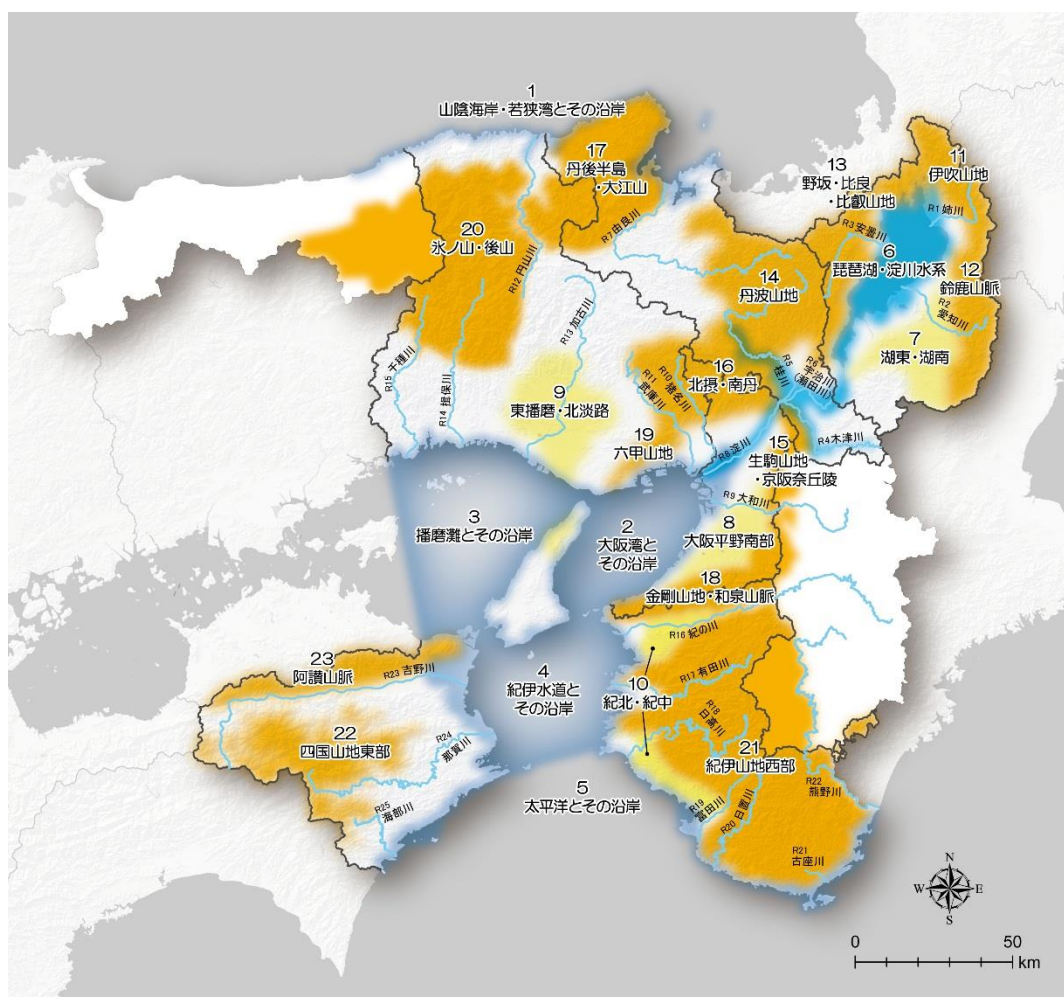 1
山陰海岸・若狭湾とその沿岸
17
丹後半島
・大江山
13
野坂・比良
・比叡山地
11
伊吹山地
R1 姉川
R3 安曇川
6
琵琶湖・淀川水系
12
鈴鹿山脈
R2
愛知川
7
湖東・湖南
20
氷ノ山・後山
R7 由良川
R12 円山川
14
丹波山地
R13 加古川
R15 千種川
R14 揖保川
9
東播磨・北淡路
R11
武庫川
R10 猪名川
16
北摂・南丹
R5
桂川
R6
宇治川
(瀬田川)
19
六甲山地
R8 淀川
R4 木津川
15
生駒山地
・京阪奈丘陵
R9 大和川
3
播磨灘とその沿岸
2
大阪湾と
その沿岸
8
大阪平野南部
18
金剛山地・和泉山脈
R16 紀の川
23
阿讃山脈
R23 吉野川
4
紀伊水道と
その沿岸
10
紀北・紀中
R17 有田川
R18
日高川
22
四国山地東部
R24
那賀川
21
紀伊山地西部
R25
海部川
5
太平洋とその沿岸
R19
富田川
R20 日置川
R22
熊野川
R21
古座川
N
W E
S
0 50
km